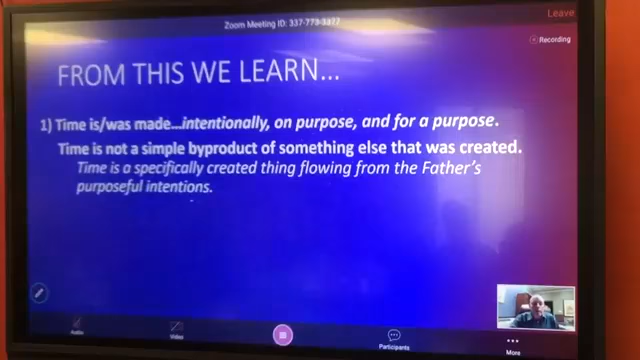 Zoom Meeting ID: 337-773-3377
Leave
Recording
FROM THIS WE LEARN...
1) Time is/was made...intentionally, on purpose, and for a purpose.
Time is not a simple byproduct of something else that was created.
Time is a specifically created thing flowing from the Father's
purposeful intentions.
Audio
Video
Participants
More